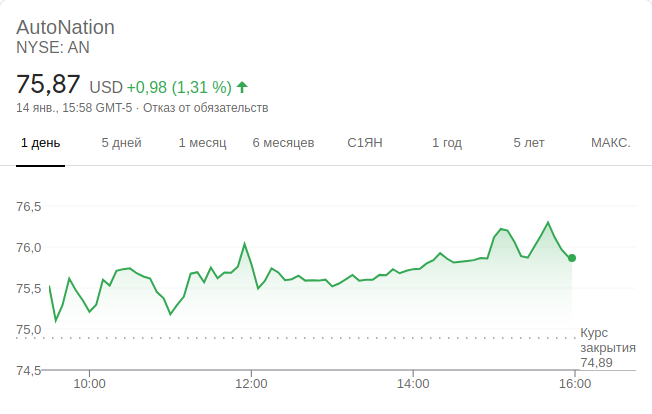 AutoNation
NYSE: AN
75,87 USD +0,98 (1,31 %)
14 янв., 15:58 GMT-5 · Отказ от обязательств
1 день 5 дней 1 месяц 6 месяцев С1ЯН 1 год 5 лет МАКС.
76,5
76,0
75,5
75,0
Курс
закрытия
74,89
74,5
10:00 12:00 14:00 16:00